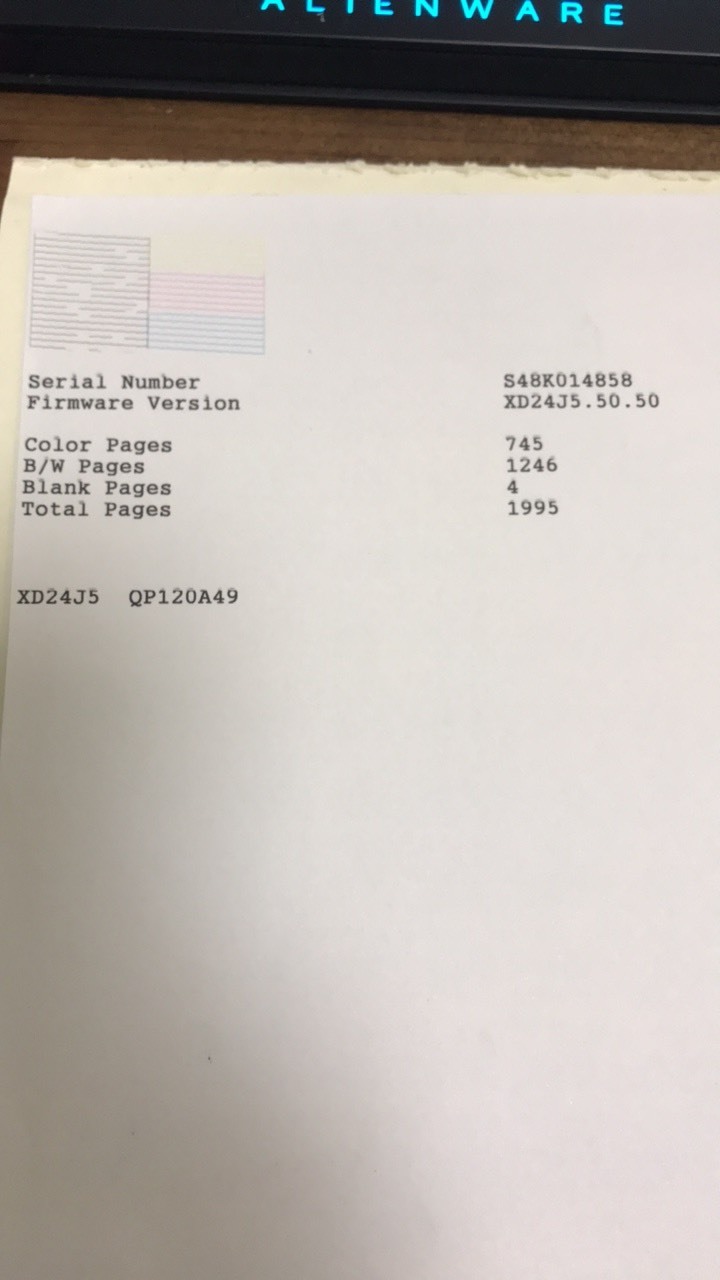 ALIENWARE
Serial Number S48K014858
Firmware Version XD24J5.50.50
Color Pages 745
B/W Pages 1246
Blank Pages 4
Total Pages 1995
XD24J5 QP120A49